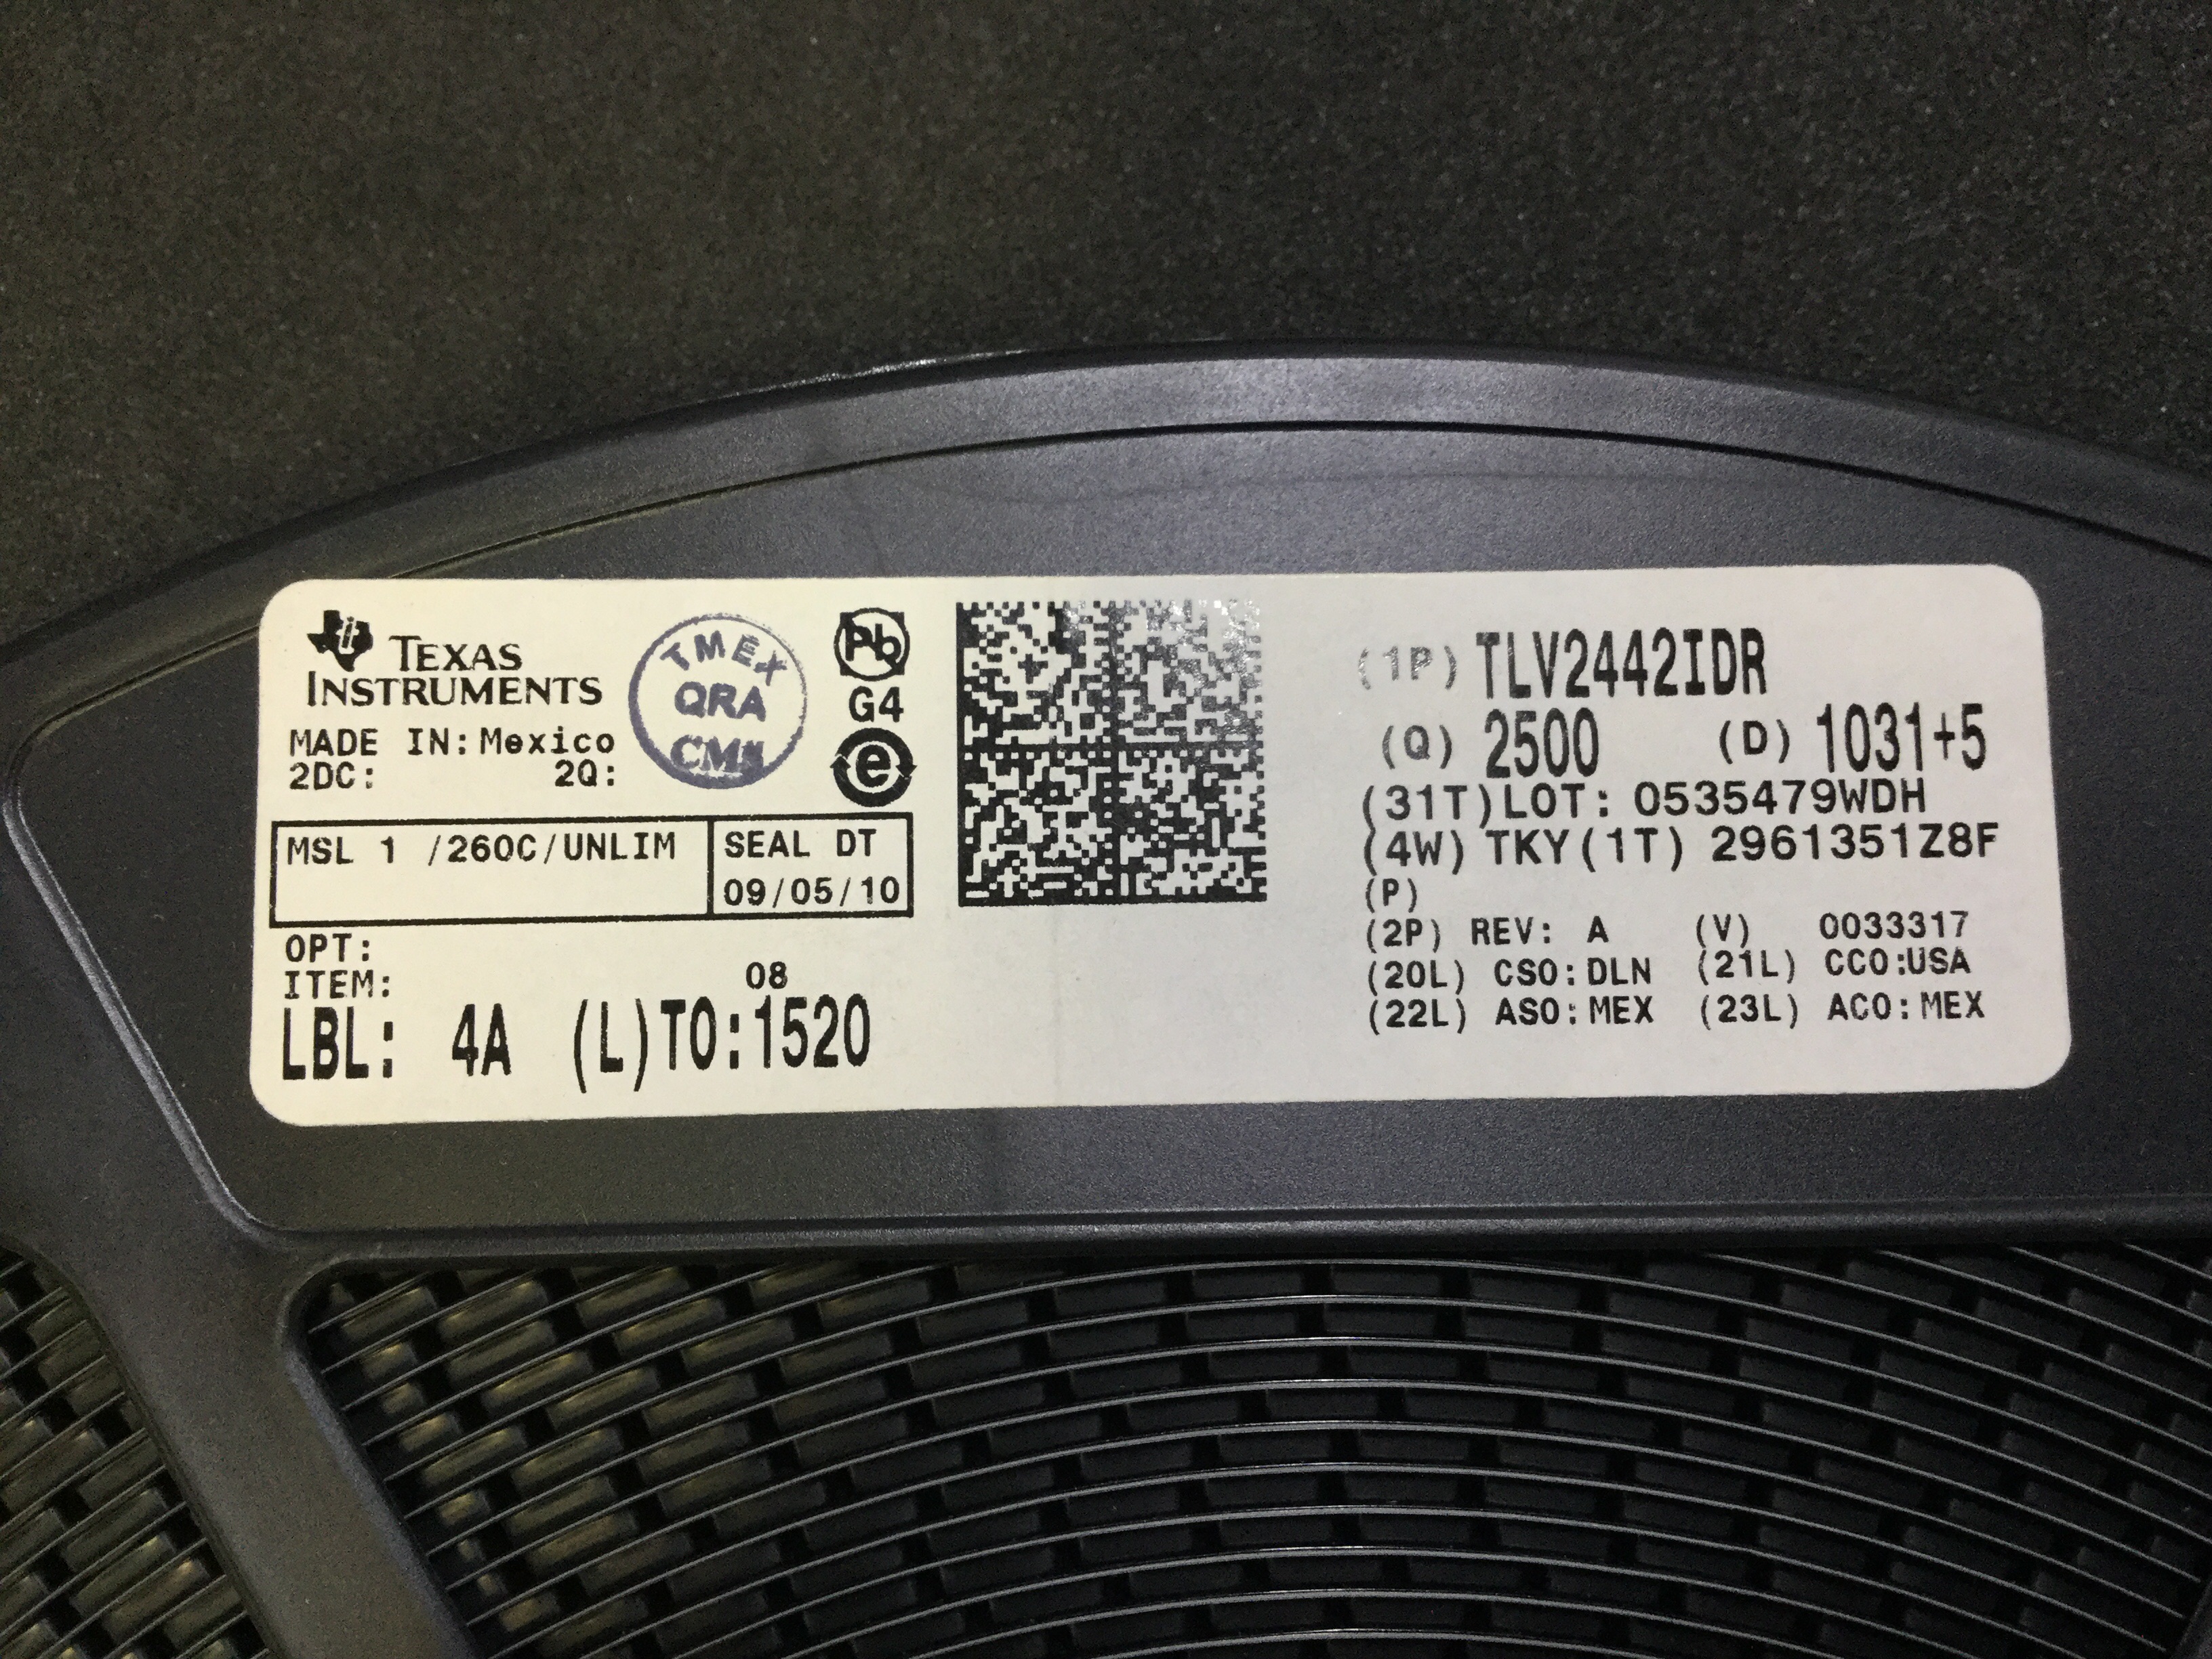 TEXAS
INSTRUMENTS
MADE IN: Mexico
2DC: 2Q:
TMEX
QRA
CMS
Pb
G4
e
MSL 1 /260C/UNLIM
SEAL DT
09/05/10
OPT:
ITEM:
08
LBL: 4A (L)TO:1520
(1P) TLV2442IDR
(Q) 2500 (D) 1031+5
(31T)LOT: 0535479WDH
(4W) TKY(1T) 2961351Z8F
(P)
(2P) REV: A (V) 0033317
(20L) CSO:DLN (21L) CCO:USA
(22L) ASO:MEX (23L) ACO:MEX